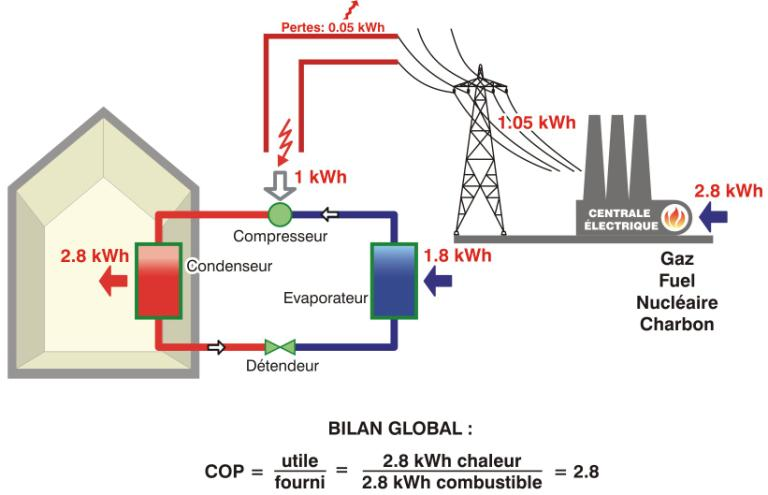 Pertes: 0.05 kWh
1.05 kWh
1 kWh
2.8 kWh
CENTRALE
ÉLECTRIQUE
Compresseur
2.8 kWh
Condenseur
1.8 kWh
Evaporateur
Gaz
Fuel
Nucléaire
Charbon
Détendeur
BILAN GLOBAL :
COP = utile / fourni = 2.8 kWh chaleur / 2.8 kWh combustible = 2.8